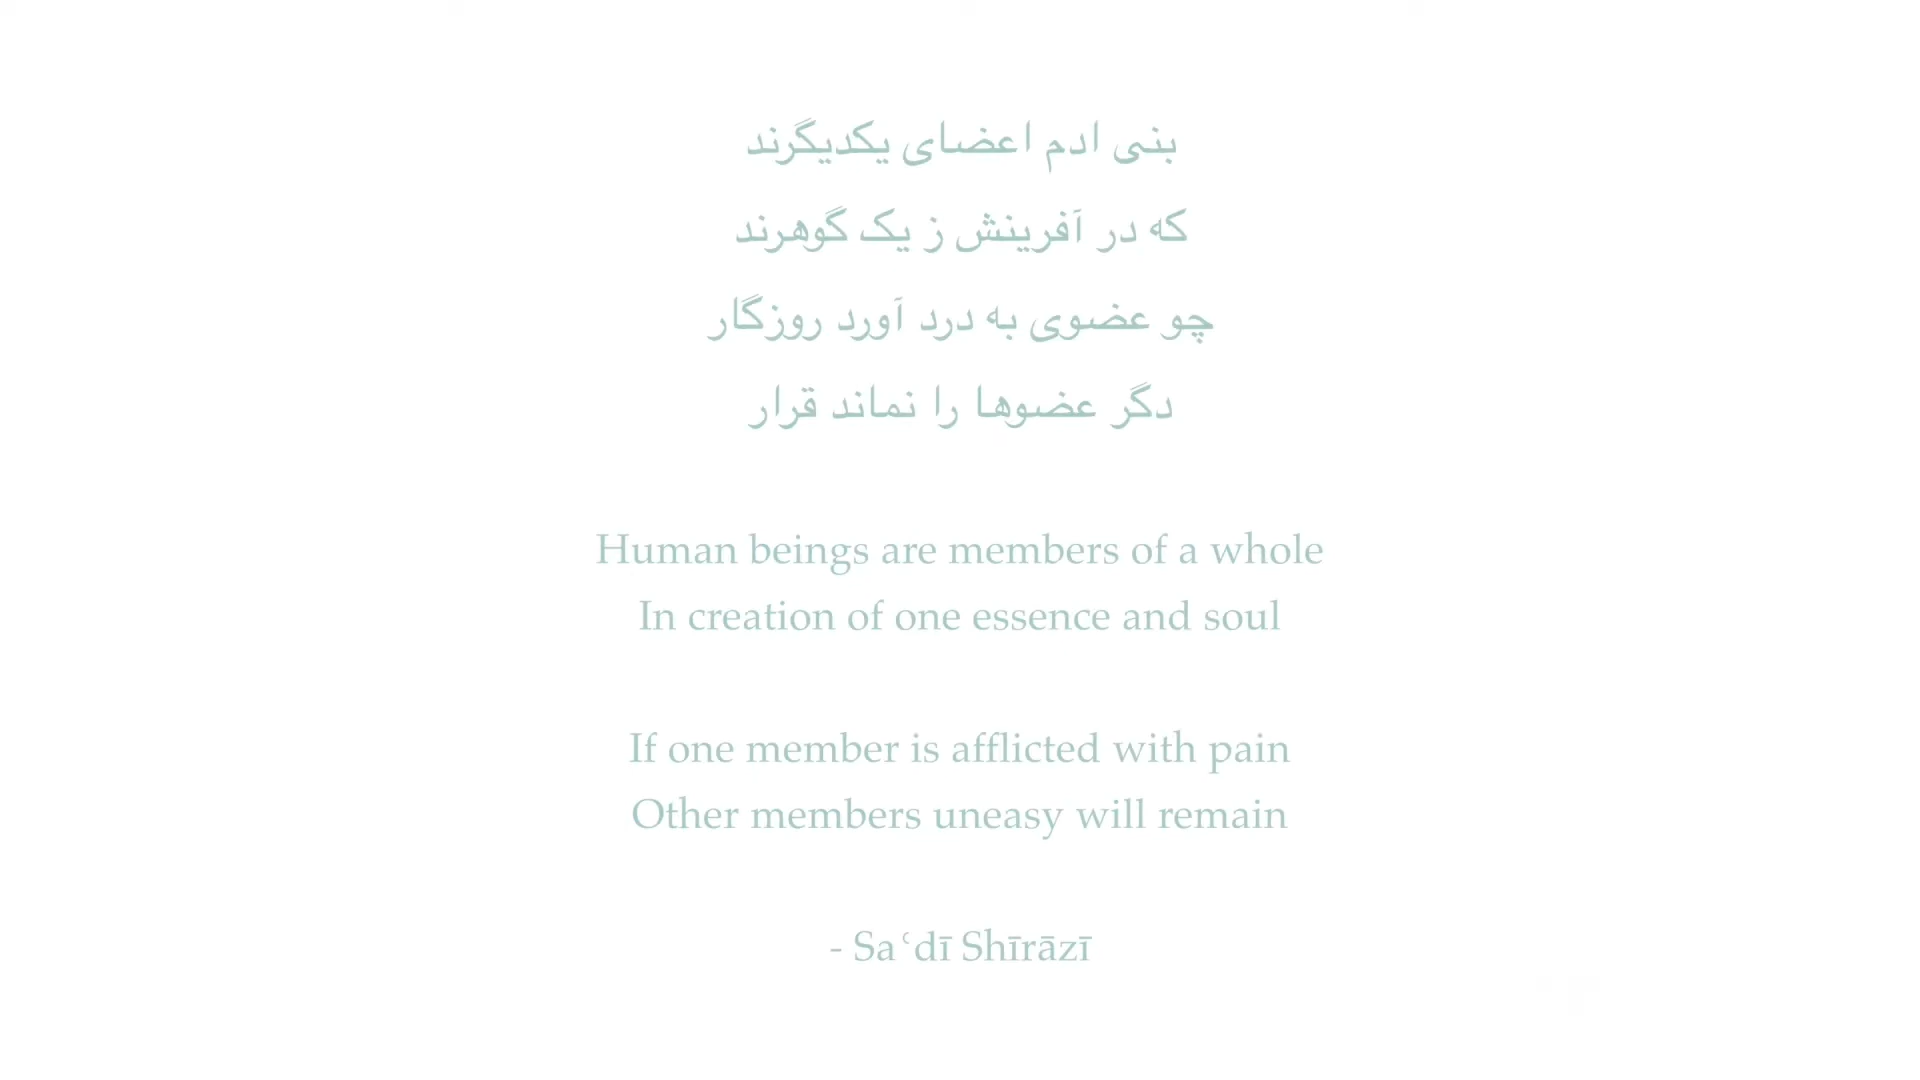 بنی ادم اعضای یکدیگرند
که در آفرینش ز یک گوهرند
چو عضوی به درد آورد روزگار
دگر عضوها را نماند قرار
Human beings are members of a whole
In creation of one essence and soul
If one member is afflicted with pain
Other members uneasy will remain
- Saʿdī Shīrāzī